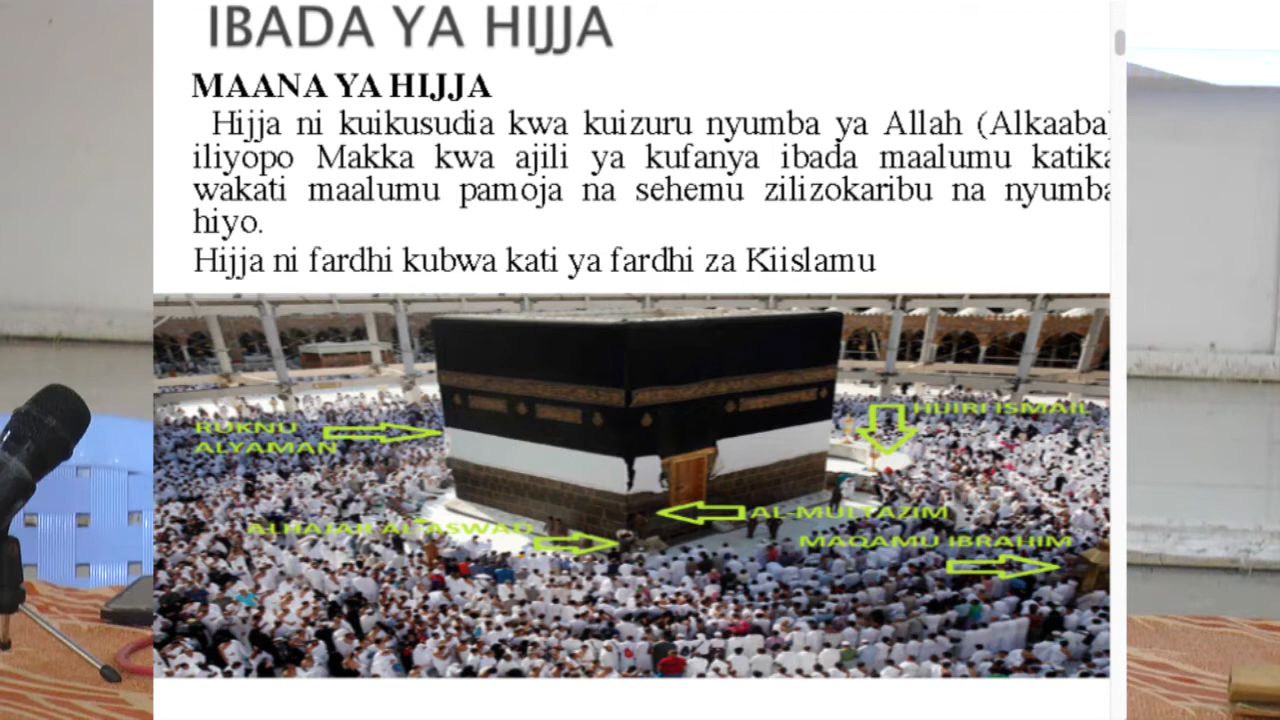 IBADA YA HIJJA
MAANA YA HIJJA
Hijja ni kuikusudia kwa kuizuru nyumba ya Allah (Alkaaba)
iliyopo Makka kwa ajili ya kufanya ibada maalumu katika
wakati maalumu pamoja na sehemu zilizokaribu na nyumba
hiyo.
Hijja ni fardhi kubwa kati ya fardhi za Kiislamu
HIJIRI ISMAIL
RUKNU
ALYAMAN
AL-MULTAZIM
ALHAJAR AL-ASWAD
MAQAMU IBRAHIM